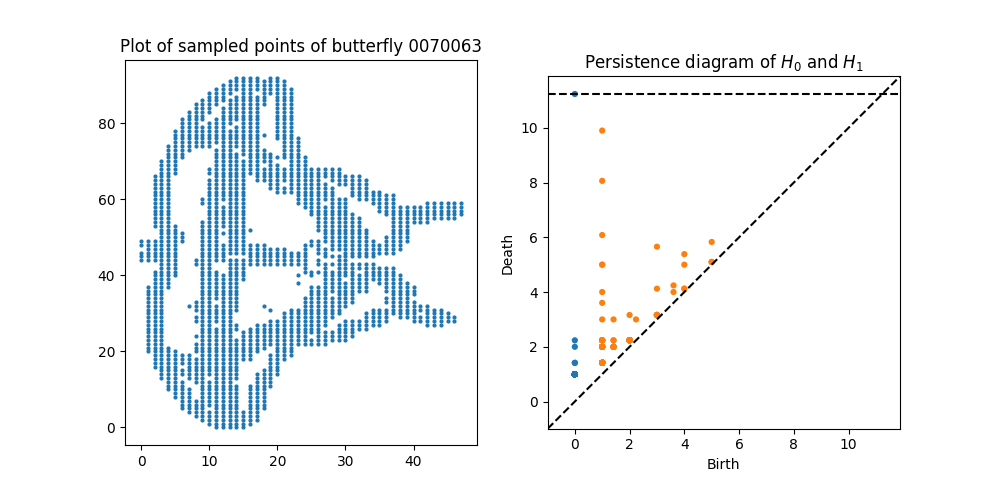 Plot of sampled points of butterfly 0070063
80
60
40
20
0
0 10 20 30 40
Persistence diagram of H₀ and H₁
Death
10
8
6
4
2
0
0 2 4 6 8 10
Birth